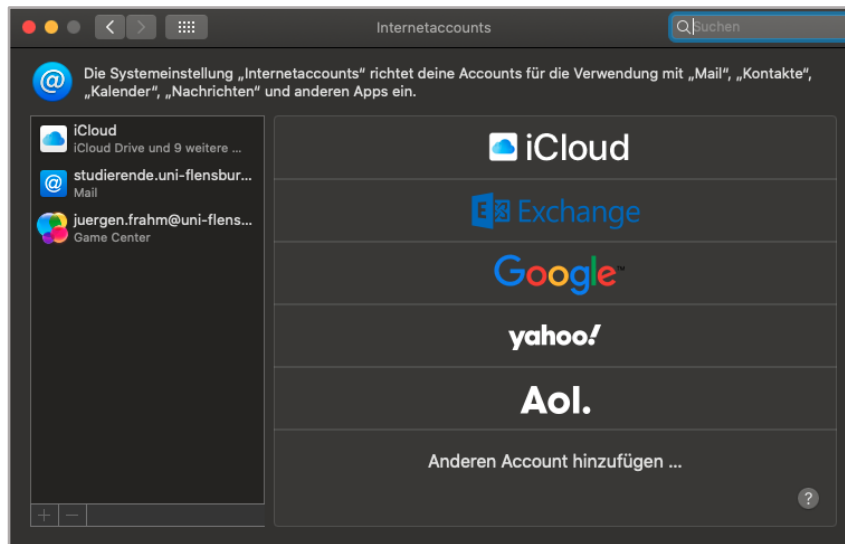 Internetaccounts
Suchen
Die Systemeinstellung „Internetaccounts“ richtet deine Accounts für die Verwendung mit „Mail“, „Kontakte“,
„Kalender“, „Nachrichten“ und anderen Apps ein.
iCloud
iCloud Drive und 9 weitere ...
studierende.uni-flensbur...
Mail
juergen.frahm@uni-flens...
Game Center
iCloud
E Exchange
Google™
yahoo!
Aol.
Anderen Account hinzufügen ...
?
+ −